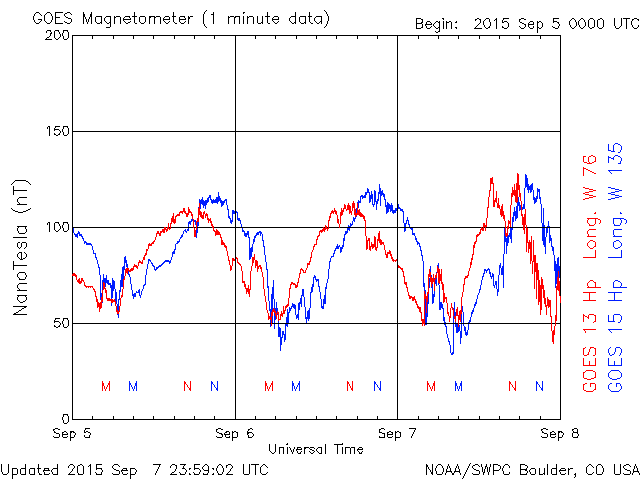 GOES Magnetometer (1 minute data)
Begin: 2015 Sep 5 0000 UTC
200
150
100
50
0
NanoTesla (nT)
M M N N M M N N M M N N
Sep 5 Sep 6 Sep 7 Sep 8
Universal Time
GOES 13 Hp Long. W 76
GOES 15 Hp Long. W 135
Updated 2015 Sep 7 23:59:02 UTC
NOAA/SWPC Boulder, CO USA